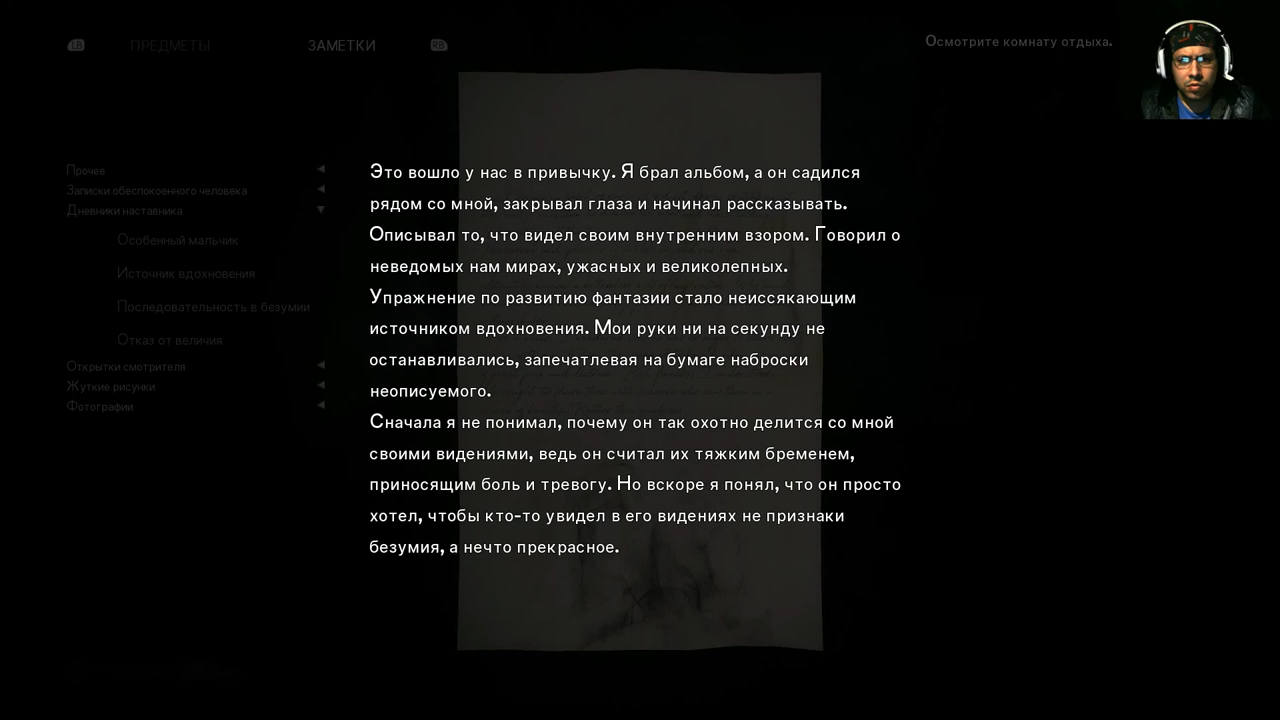 LB
ПРЕДМЕТЫ
ЗАМЕТКИ
RB
Осмотрите комнату отдыха.
Прочее
Записки обеспокоенного человека
Дневники наставника
Особенный мальчик
Источник вдохновения
Последовательность в безумии
Отказ от величия
Открытки смотрителя
Жуткие рисунки
Фотографии
Это вошло у нас в привычку. Я брал альбом, а он садился
рядом со мной, закрывал глаза и начинал рассказывать.
Описывал то, что видел своим внутренним взором. Говорил о
неведомых нам мирах, ужасных и великолепных.
Упражнение по развитию фантазии стало неиссякающим
источником вдохновения. Мои руки ни на секунду не
останавливались, запечатлевая на бумаге наброски
неописуемого.
Сначала я не понимал, почему он так охотно делится со мной
своими видениями, ведь он считал их тяжким бременем,
приносящим боль и тревогу. Но вскоре я понял, что он просто
хотел, чтобы кто-то увидел в его видениях не признаки
безумия, а нечто прекрасное.